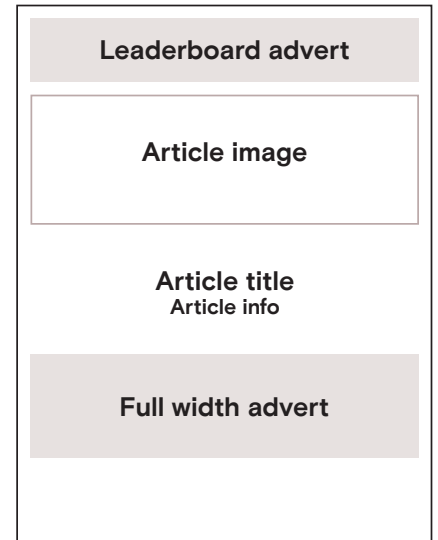 Leaderboard advert
Article image
Article title
Article info
Full width advert